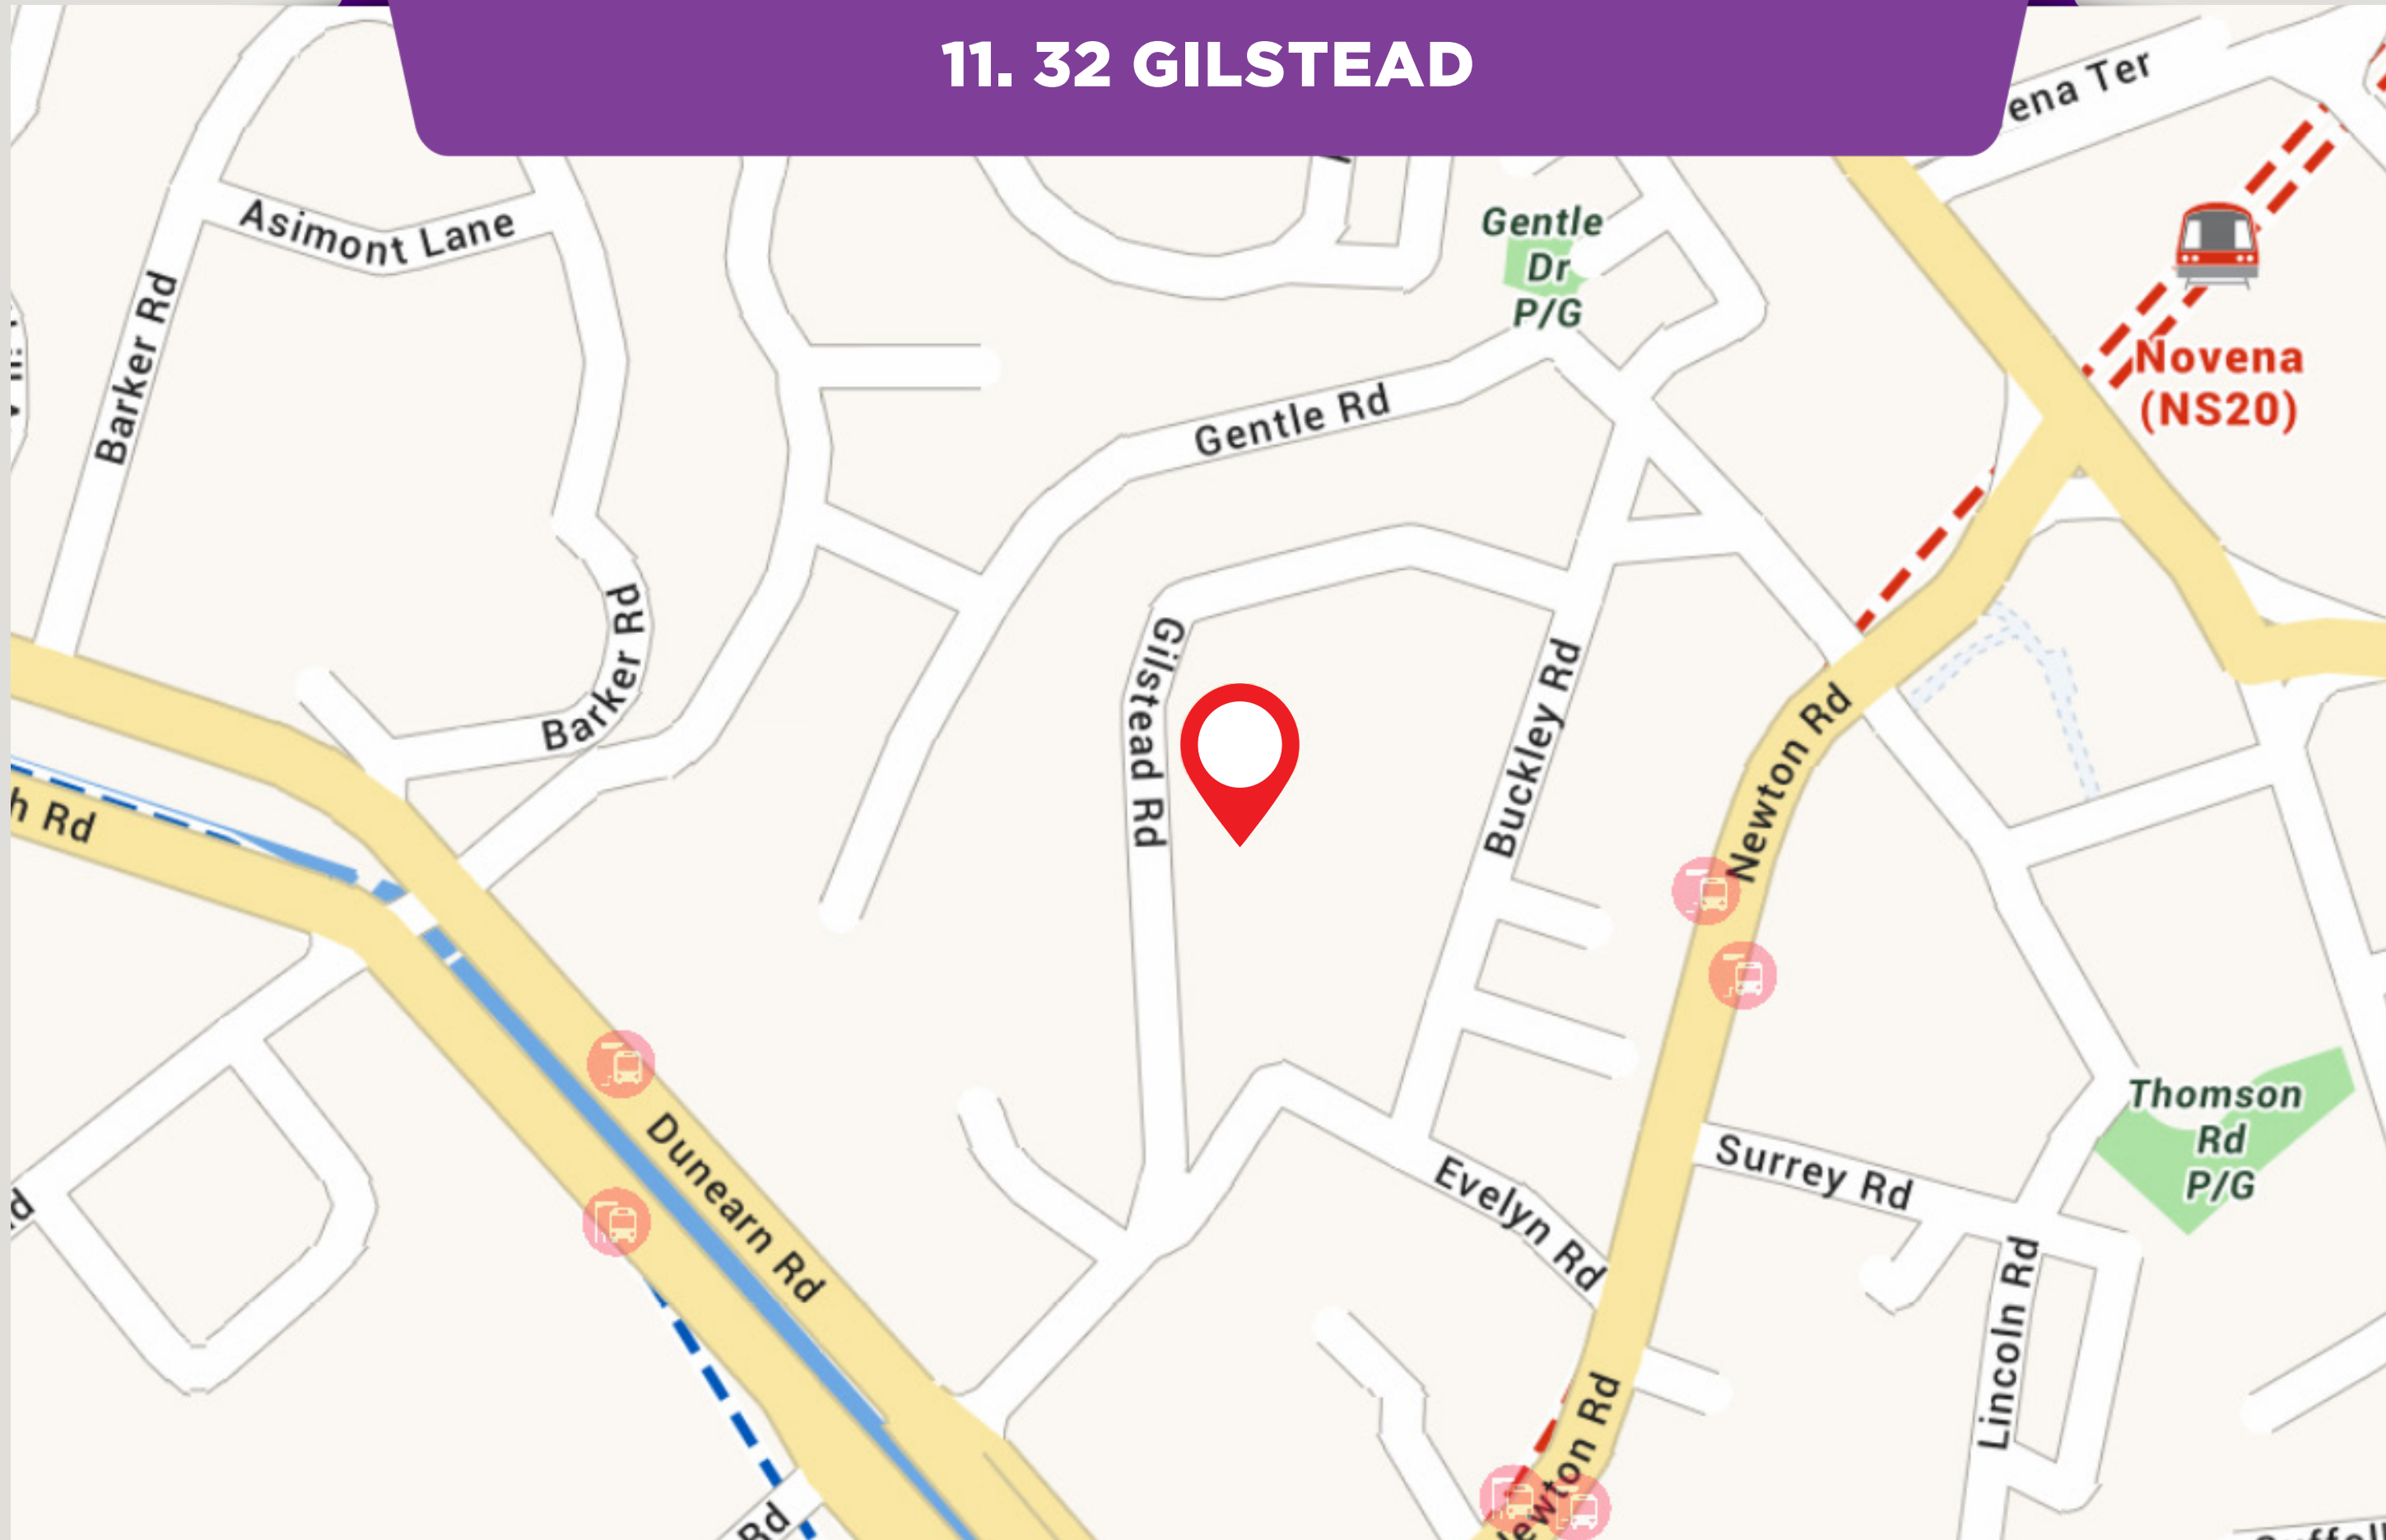 11. 32 GILSTEAD
ena Ter
Asimont Lane
Gentle
Dr
P/G
Barker Rd
Novena
(NS20)
Gentle Rd
Barker Rd
Gilstead Rd
Buckley Rd
Newton Rd
h Rd
Dunearn Rd
Thomson
Rd
P/G
Surrey Rd
Evelyn Rd
Lincoln Rd
Newton Rd
Rd